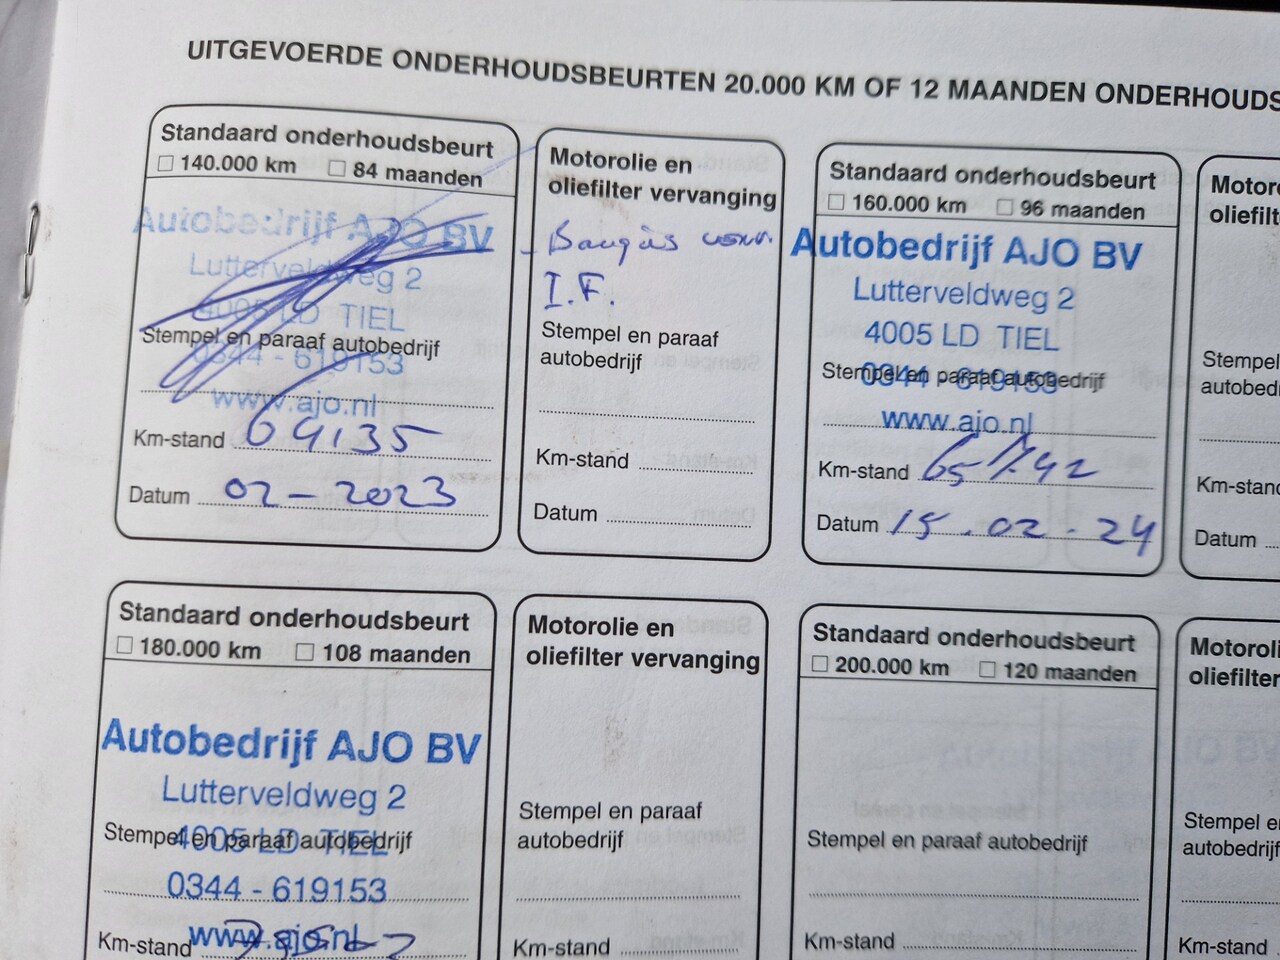 UITGEVOERDE ONDERHOUDSBEURTEN 20.000 KM OF 12 MAANDEN ONDERHOUDS
Standaard onderhoudsbeurt
☐ 140.000 km ☐ 84 maanden
Autobedrijf AJO BV
Lutterveldweg 2
4005 LD TIEL
Stempel en paraaf autobedrijf
0344 - 619153
www.ajo.nl
Km-stand 64135
Datum 02-2023
Motorolie en
oliefilter vervanging
I.F.
Stempel en paraaf
autobedrijf
Km-stand
Datum
Standaard onderhoudsbeurt
☐ 160.000 km ☐ 96 maanden
Autobedrijf AJO BV
Lutterveldweg 2
4005 LD TIEL
Stempel en paraaf autobedrijf
0344 - 619153
www.ajo.nl
Km-stand
Datum 15.02-24
Motoro
oliefilt
Stempel
autobedr
Km-stand
Datum
Standaard onderhoudsbeurt
☐ 180.000 km ☐ 108 maanden
Autobedrijf AJO BV
Lutterveldweg 2
4005 LD TIEL
Stempel en paraaf autobedrijf
0344 - 619153
www.ajo.nl
Km-stand
Motorolie en
oliefilter vervanging
Stempel en paraaf
autobedrijf
Km-stand
Standaard onderhoudsbeurt
☐ 200.000 km ☐ 120 maanden
Stempel en paraaf autobedrijf
Km-stand
Motoroli
oliefilter
Stempel e
autobedrijf
Km-stand